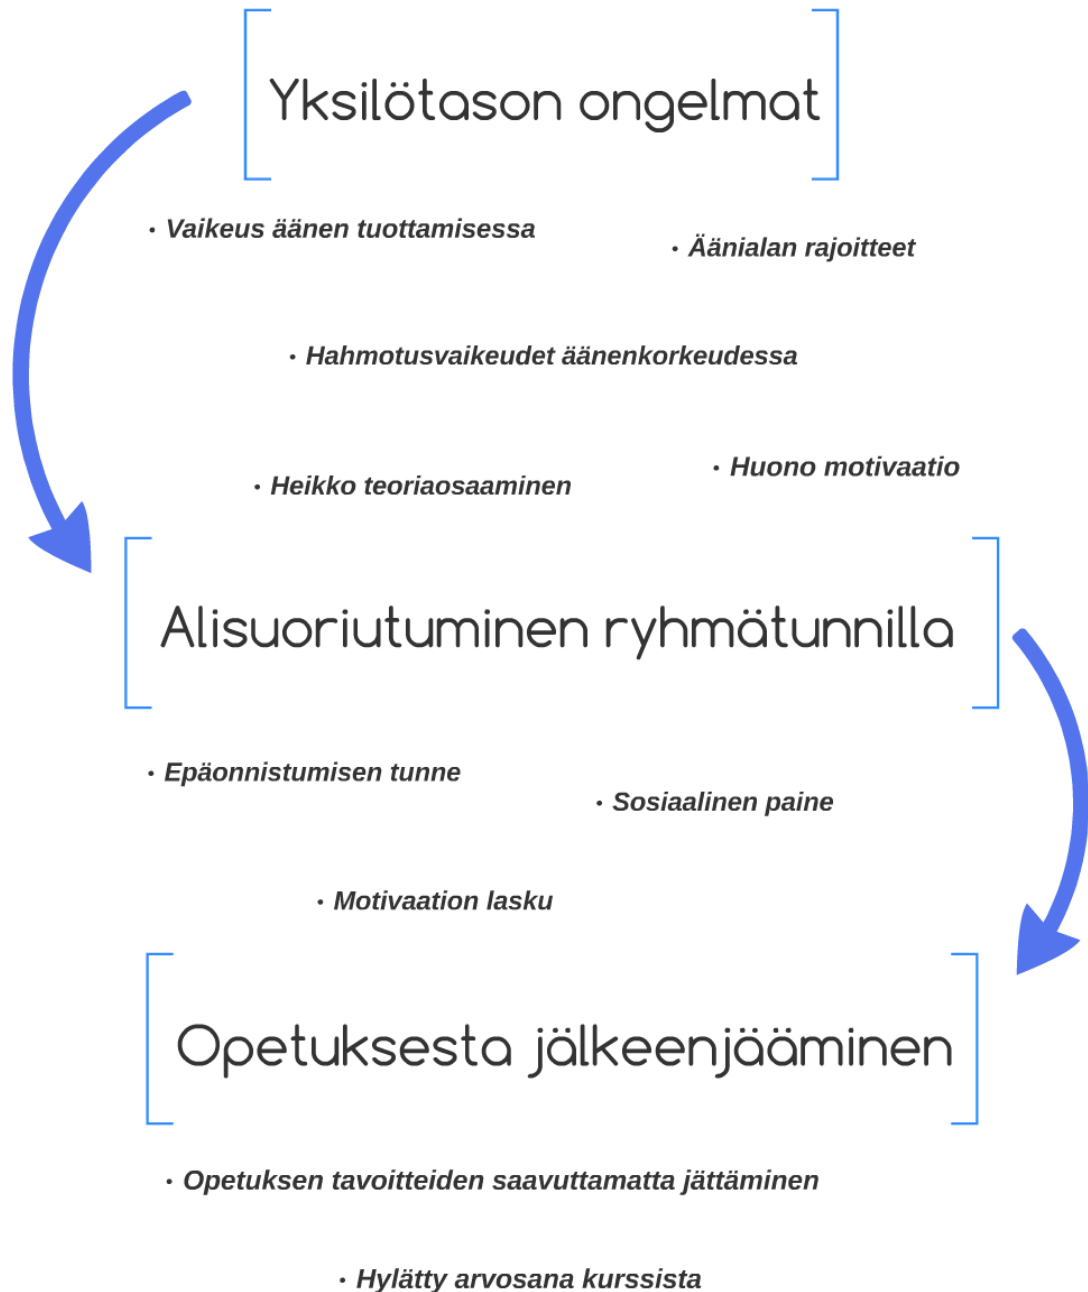 Yksilötason ongelmat
• Vaikeus äänen tuottamisessa
• Äänialan rajoitteet
• Hahmotusvaikeudet äänenkorkeudessa
• Huono motivaatio
• Heikko teoriaosaaminen
Alisuoriutuminen ryhmätunnilla
• Epäonnistumisen tunne
• Sosiaalinen paine
• Motivaation lasku
Opetuksesta jälkeenjääminen
• Opetuksen tavoitteiden saavuttamatta jättäminen
• Hylätty arvosana kurssista